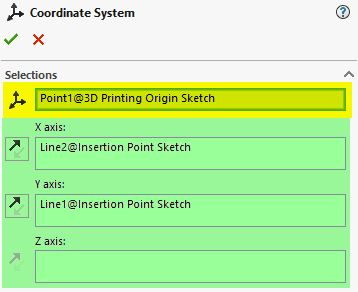 Coordinate System
Selections
Point1@3D Printing Origin Sketch
X axis:
Line2@Insertion Point Sketch
Y axis:
Line1@Insertion Point Sketch
Z axis: